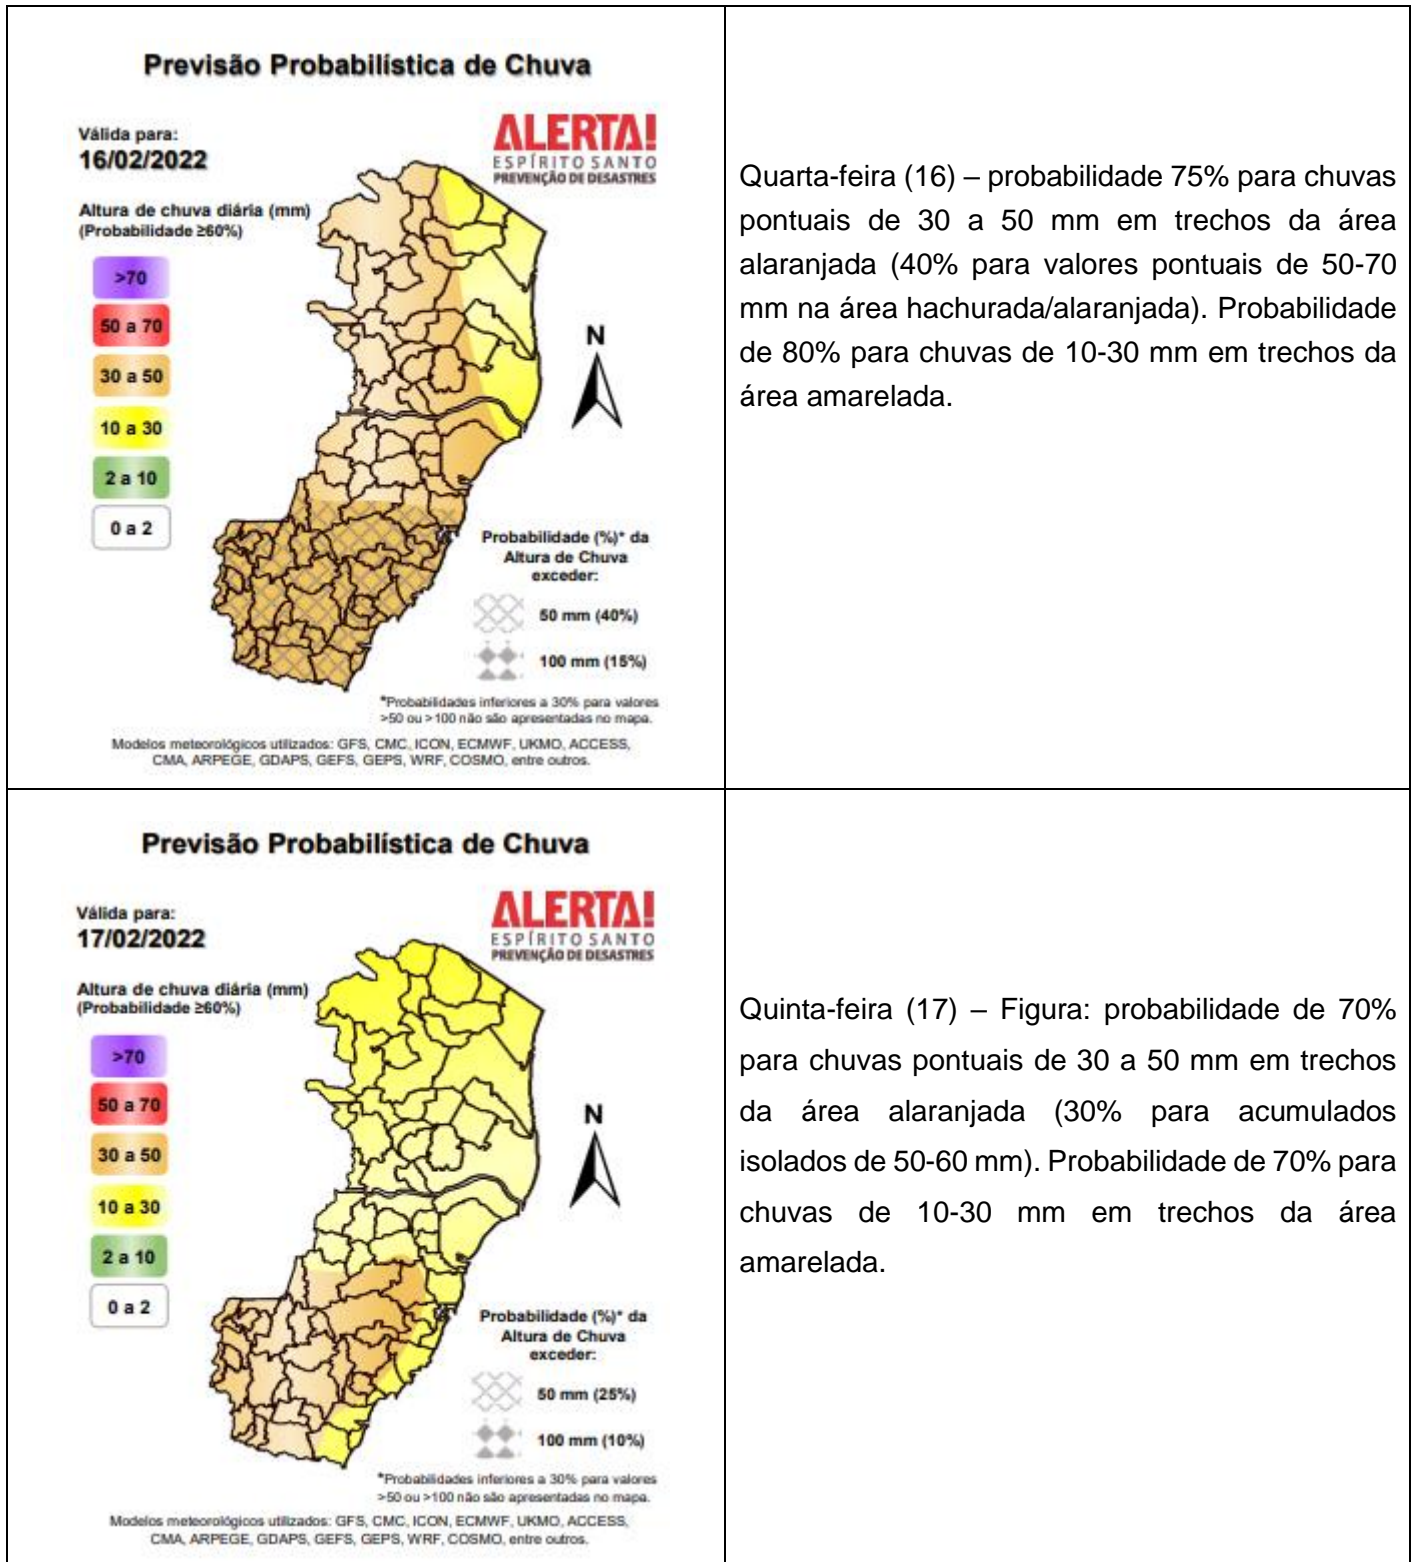 Previsão Probabilística de Chuva
Válida para:
16/02/2022
ALERTA!
ESPÍRITO SANTO
PREVENÇÃO DE DESASTRES
Altura de chuva diária (mm)
(Probabilidade ≥60%)
>70
50 a 70
30 a 50
10 a 30
2 a 10
0 a 2
N
Probabilidade (%)* da
Altura de Chuva
exceder:
50 mm (40%)
100 mm (15%)
*Probabilidades inferiores a 30% para valores
>50 ou >100 não são apresentadas no mapa.
Modelos meteorológicos utilizados: GFS, CMC, ICON, ECMWF, UKMO, ACCESS,
CMA, ARPEGE, GDAPS, GEFS, GEPS, WRF, COSMO, entre outros.
Quarta-feira (16) – probabilidade 75% para chuvas
pontuais de 30 a 50 mm em trechos da área
alaranjada (40% para valores pontuais de 50-70
mm na área hachurada/alaranjada). Probabilidade
de 80% para chuvas de 10-30 mm em trechos da
área amarelada.
Previsão Probabilística de Chuva
Válida para:
17/02/2022
ALERTA!
ESPÍRITO SANTO
PREVENÇÃO DE DESASTRES
Altura de chuva diária (mm)
(Probabilidade ≥60%)
>70
50 a 70
30 a 50
10 a 30
2 a 10
0 a 2
N
Probabilidade (%)* da
Altura de Chuva
exceder:
50 mm (25%)
100 mm (10%)
*Probabilidades inferiores a 30% para valores
>50 ou >100 não são apresentadas no mapa.
Modelos meteorológicos utilizados: GFS, CMC, ICON, ECMWF, UKMO, ACCESS,
CMA, ARPEGE, GDAPS, GEFS, GEPS, WRF, COSMO, entre outros.
Quinta-feira (17) – Figura: probabilidade de 70%
para chuvas pontuais de 30 a 50 mm em trechos
da área alaranjada (30% para acumulados
isolados de 50-60 mm). Probabilidade de 70% para
chuvas de 10-30 mm em trechos da área
amarelada.